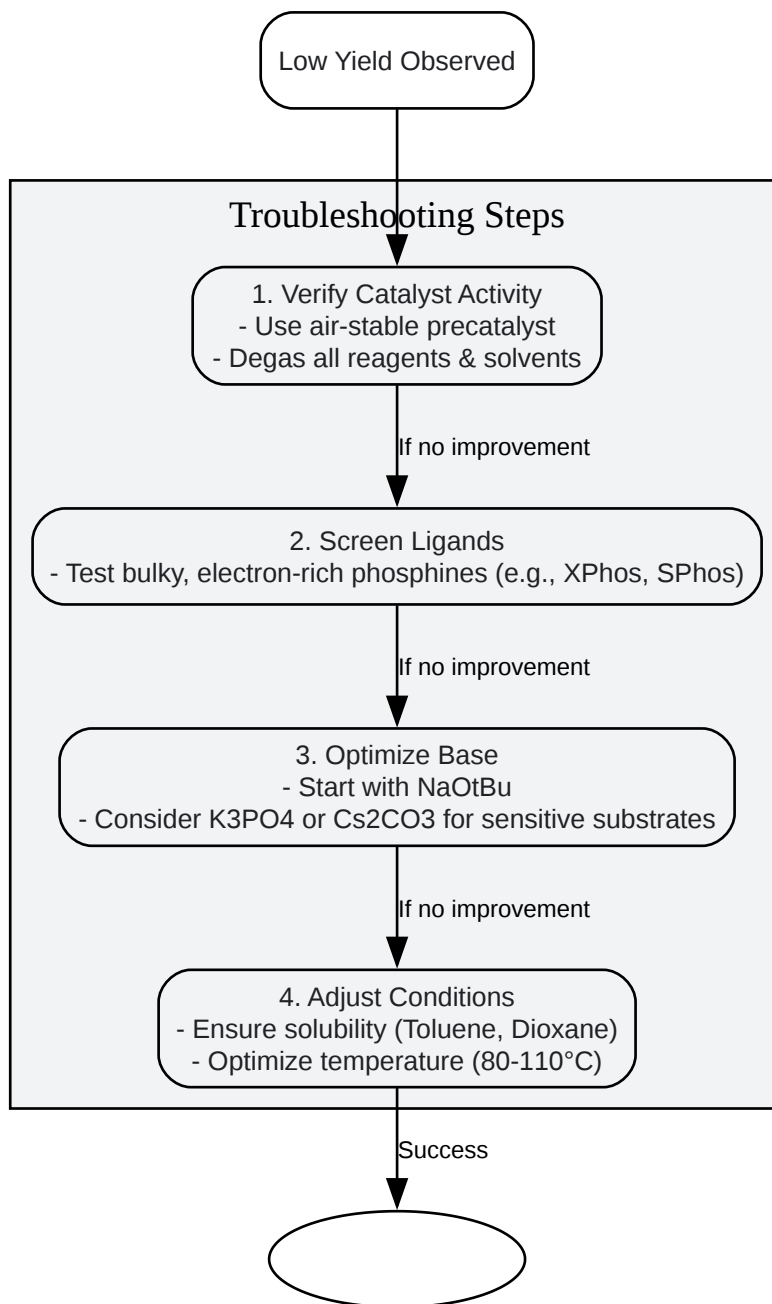 Low Yield Observed
Troubleshooting Steps
1. Verify Catalyst Activity
- Use air-stable precatalyst
- Degas all reagents & solvents
If no improvement
2. Screen Ligands
- Test bulky, electron-rich phosphines (e.g., XPhos, SPhos)
If no improvement
3. Optimize Base
- Start with NaOtBu
- Consider K3PO4 or Cs2CO3 for sensitive substrates
If no improvement
4. Adjust Conditions
- Ensure solubility (Toluene, Dioxane)
- Optimize temperature (80-110°C)
Success